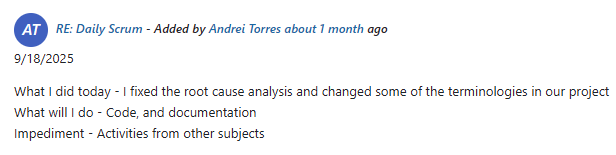 AT
RE: Daily Scrum - Added by Andrei Torres about 1 month ago
9/18/2025
What I did today - I fixed the root cause analysis and changed some of the terminologies in our project
What will I do - Code, and documentation
Impediment - Activities from other subjects